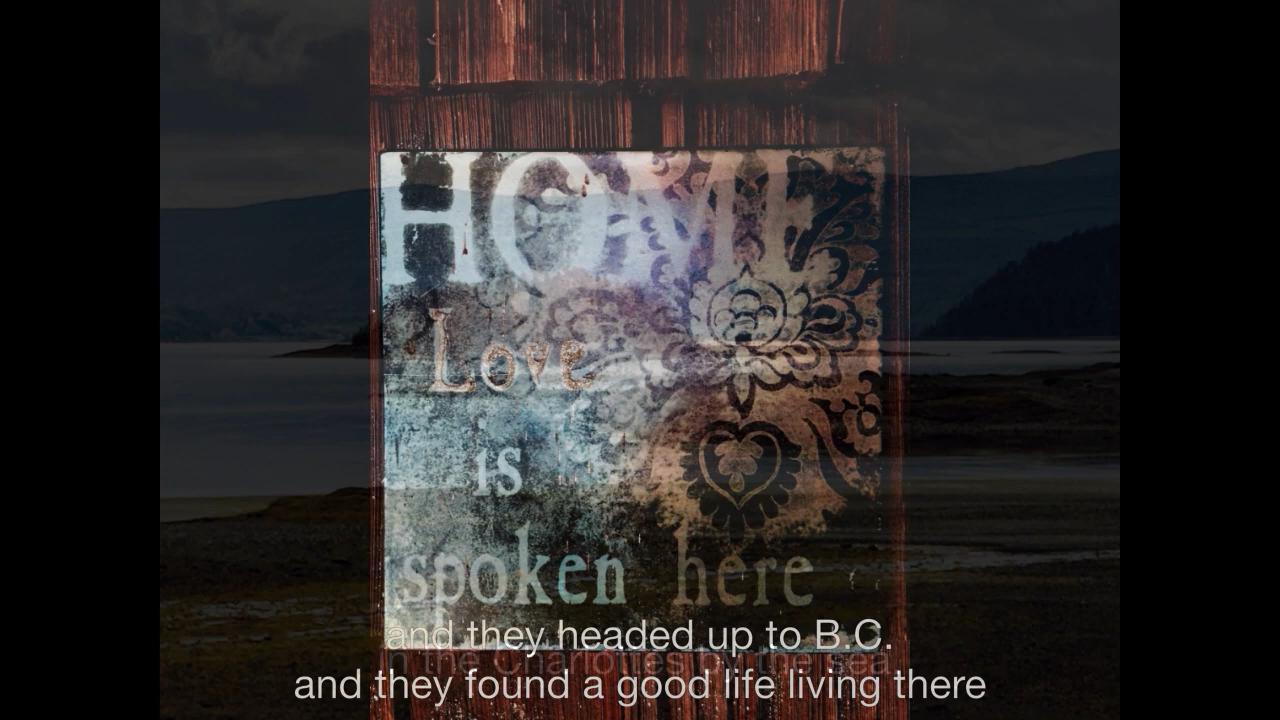 HOME
Love
is
spoken here
and they headed up to B.C.
in the Charlottes by the sea
and they found a good life living there